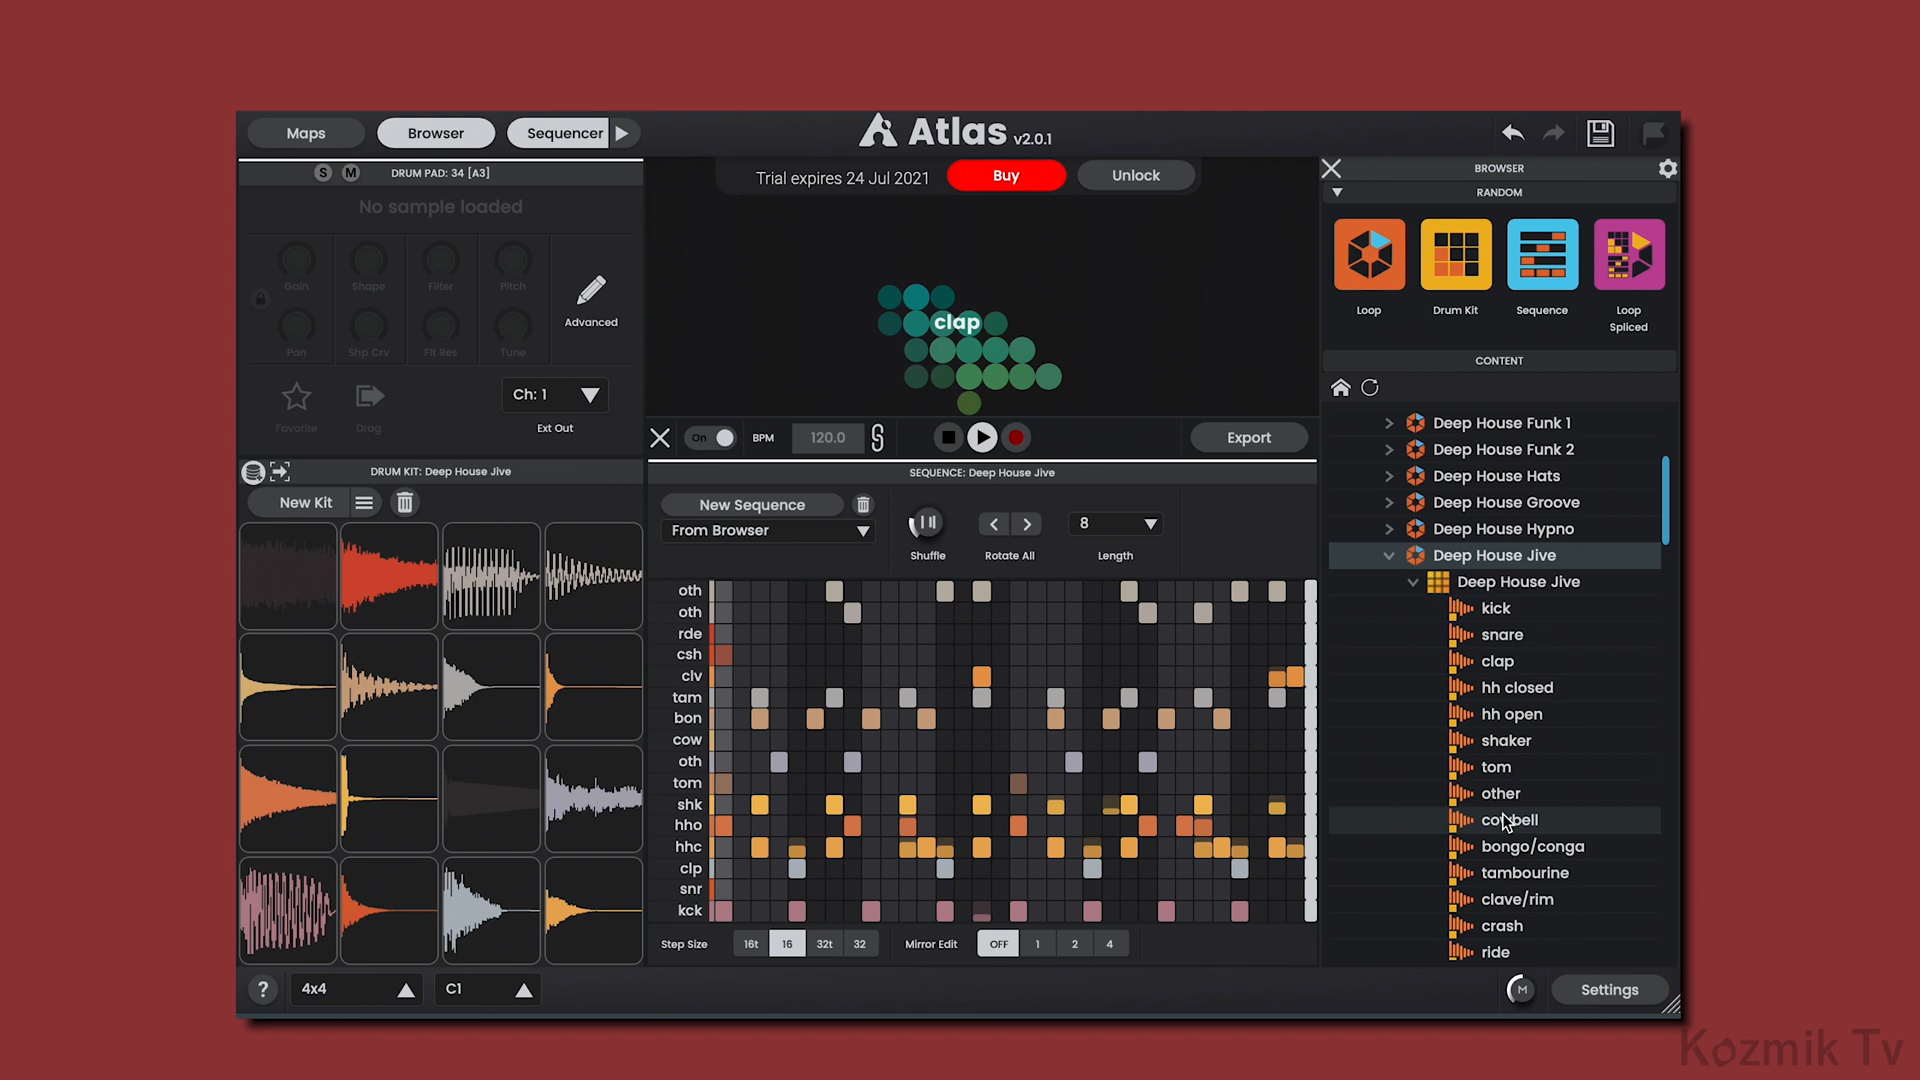 Maps
Browser
Sequencer
Atlas v2.0.1
S
M
DRUM PAD: 34 [A3]
No sample loaded
Gain
Shape
Filter
Pitch
Pan
Shp Crv
Flt Res
Tune
Advanced
Favorite
Drag
Ch: 1
Ext Out
Trial expires 24 Jul 2021
Buy
Unlock
clap
On
BPM
120.0
Export
BROWSER
RANDOM
Loop
Drum Kit
Sequence
Loop
Spliced
CONTENT
Deep House Funk 1
Deep House Funk 2
Deep House Hats
Deep House Groove
Deep House Hypno
Deep House Jive
Deep House Jive
kick
snare
clap
hh closed
hh open
shaker
tom
other
cowbell
bongo/conga
tambourine
clave/rim
crash
ride
DRUM KIT: Deep House Jive
New Kit
SEQUENCE: Deep House Jive
New Sequence
From Browser
Shuffle
Rotate All
8
Length
oth
oth
rde
csh
clv
tam
bon
cow
oth
tom
shk
hho
hhc
clp
snr
kck
Step Size
16t
16
32t
32
Mirror Edit
OFF
1
2
4
?
4x4
C1
M
Settings
Kozmik Tv